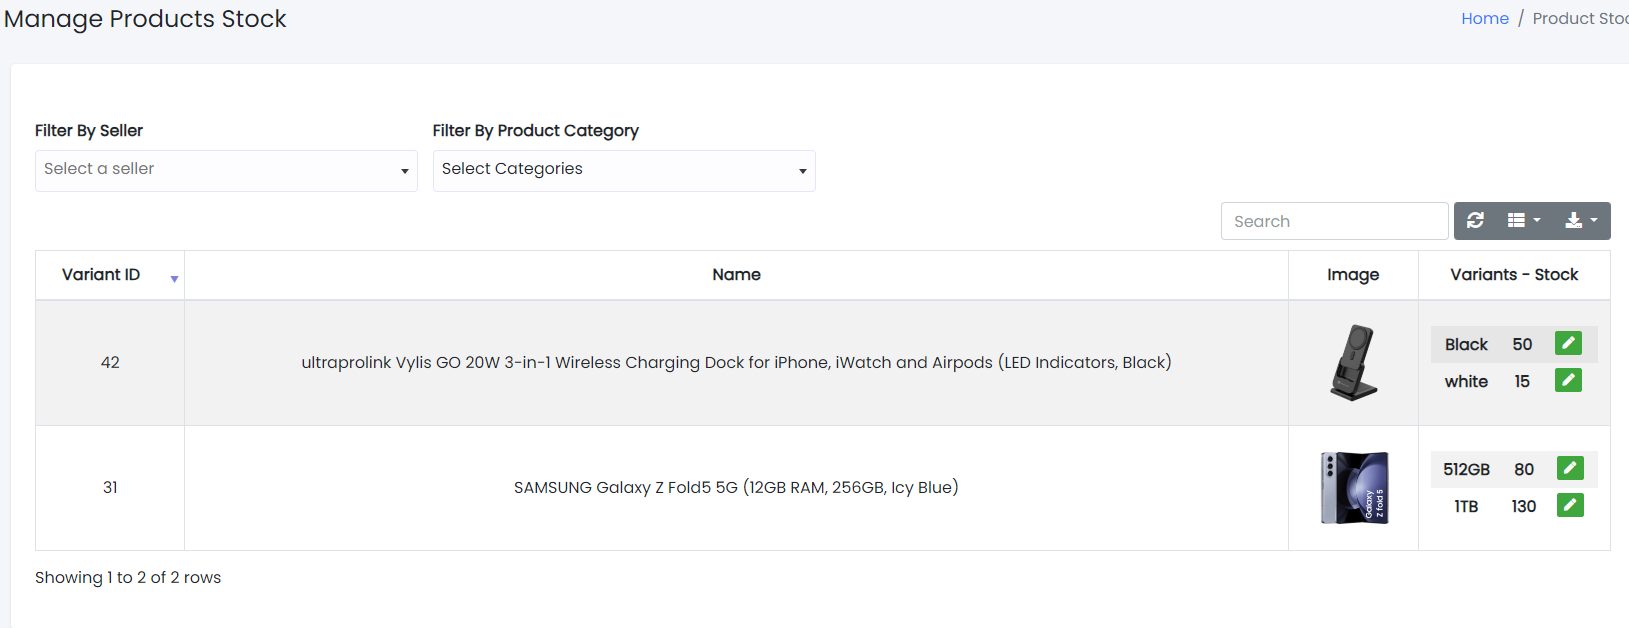 Manage Products Stock
Home / Product Stoc
Filter By Seller
Filter By Product Category
Select a seller
Select Categories
Search
Variant ID
Name
Image
Variants - Stock
42
ultraprolink Vylis GO 20W 3-in-1 Wireless Charging Dock for iPhone, iWatch and Airpods (LED Indicators, Black)
Black 50
white 15
31
SAMSUNG Galaxy Z Fold5 5G (12GB RAM, 256GB, Icy Blue)
Galaxy
Z fold 5
512GB 80
1TB 130
Showing 1 to 2 of 2 rows